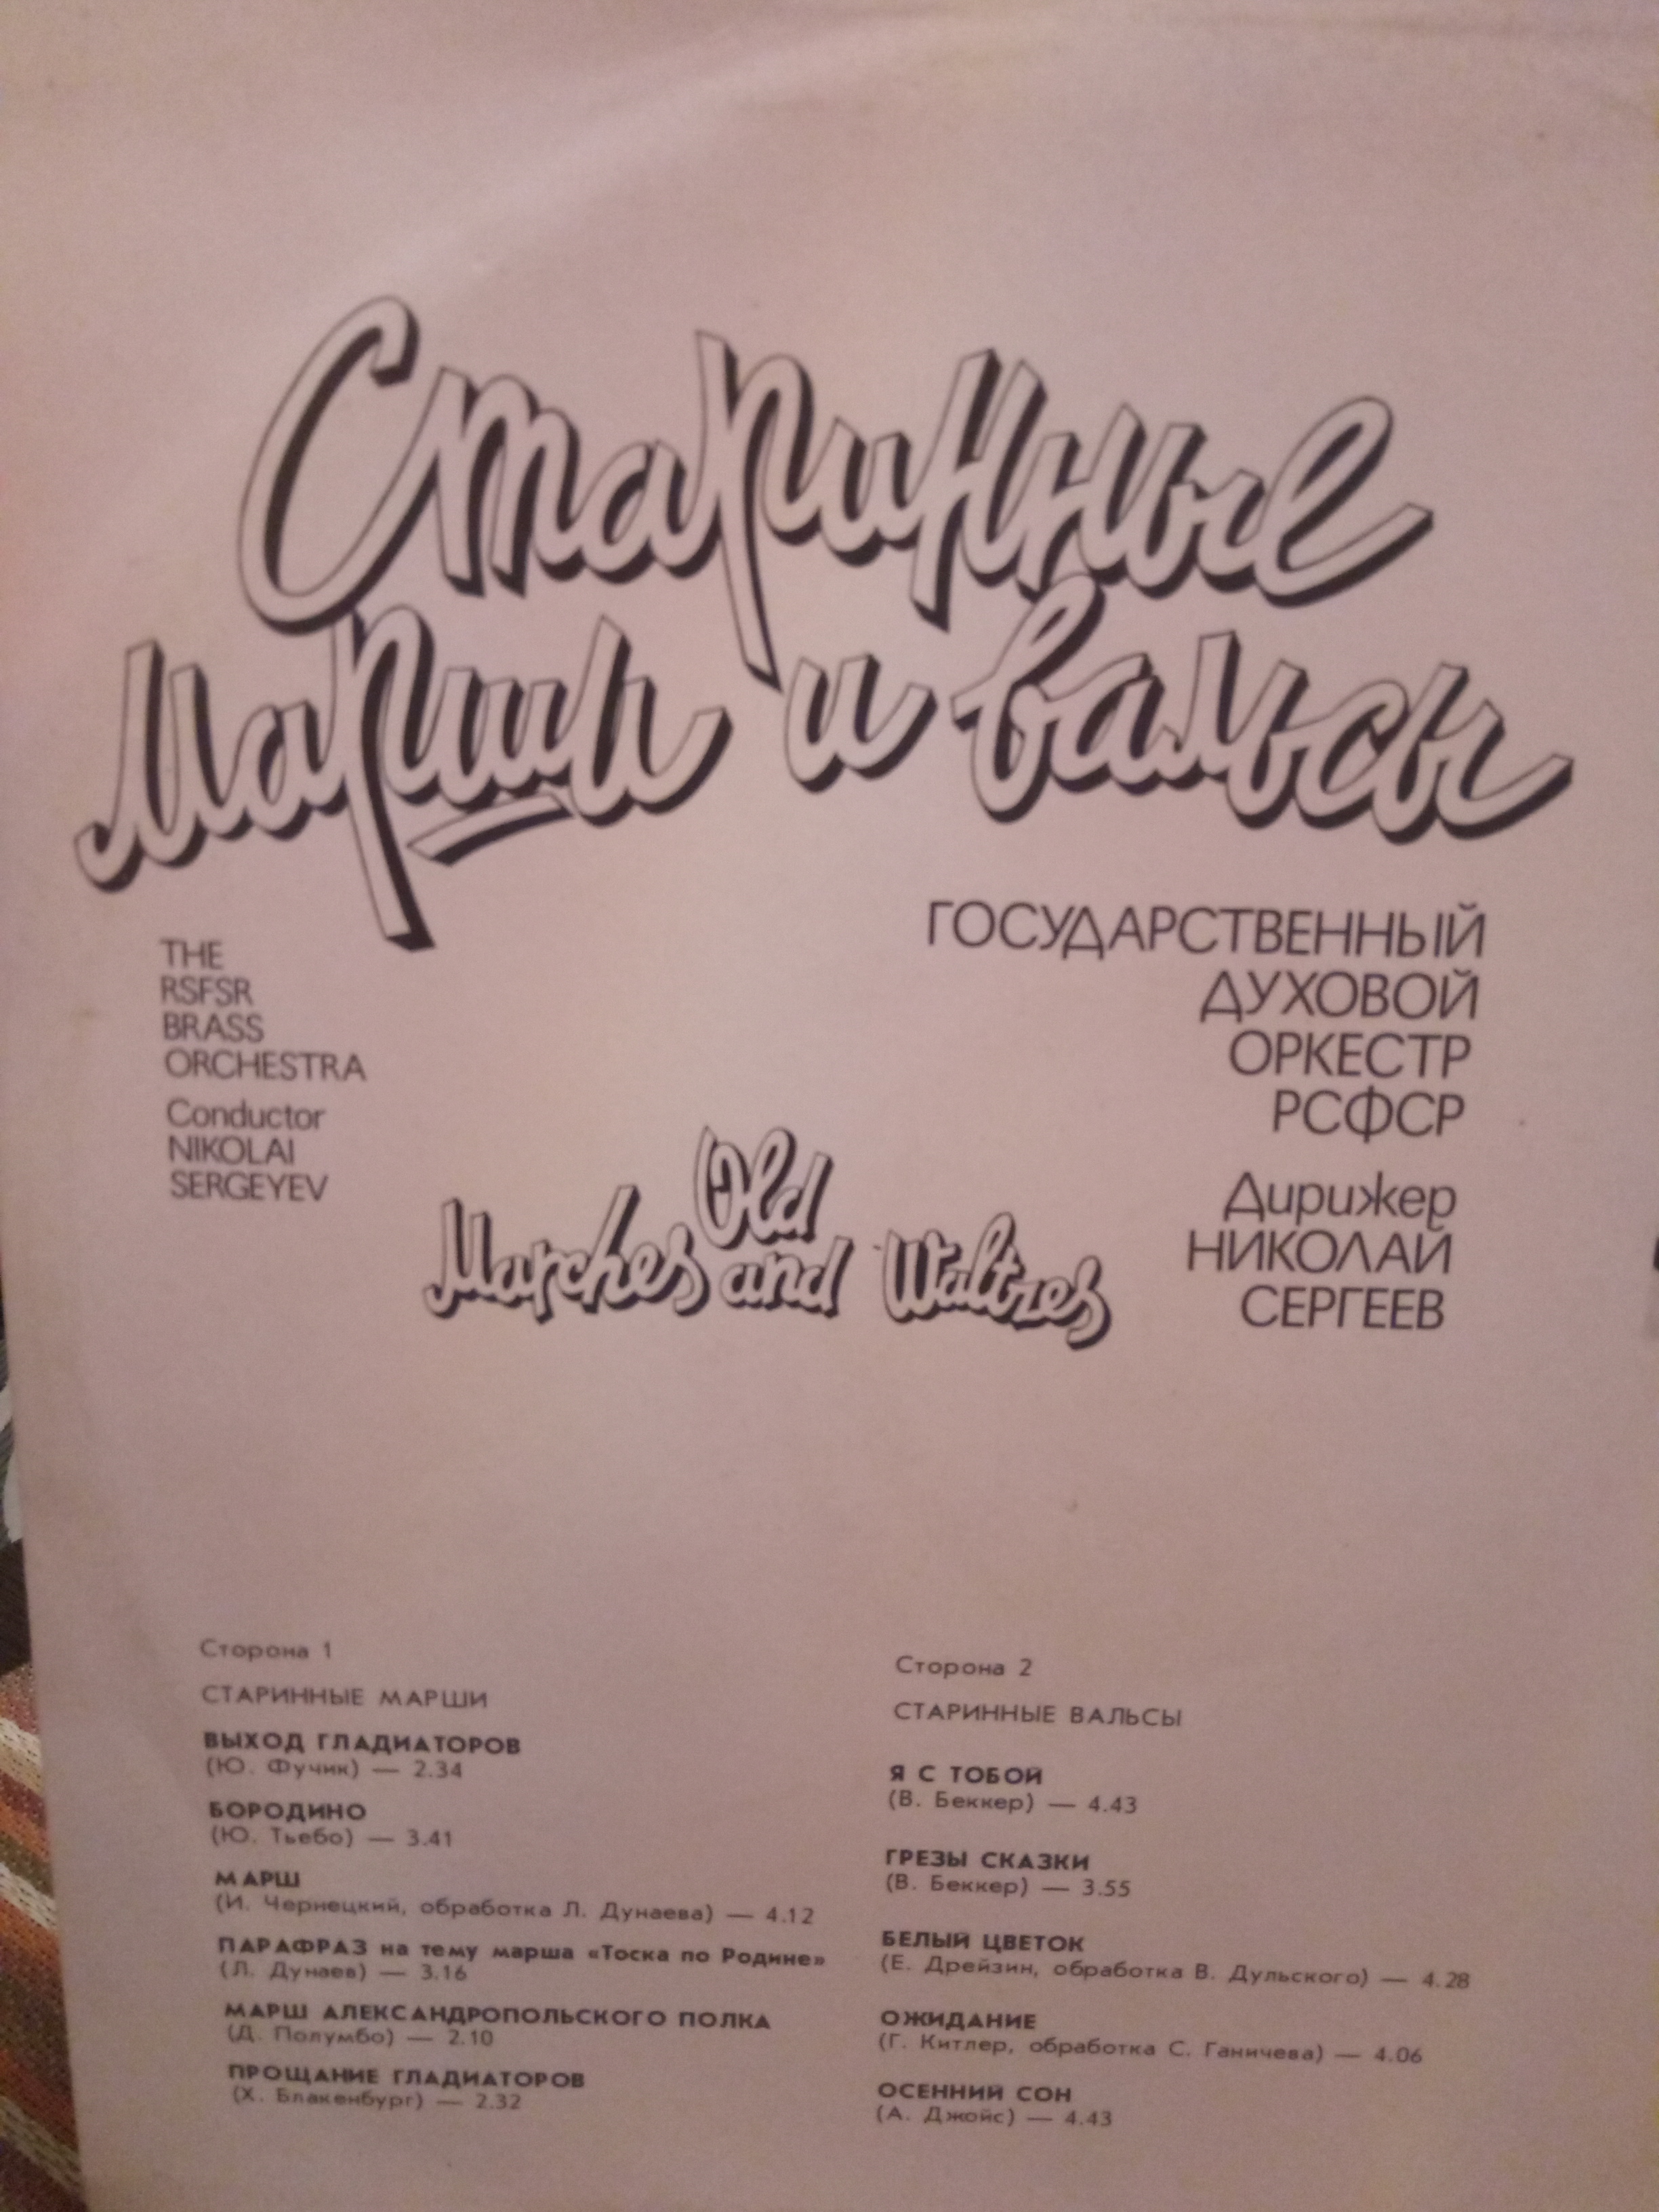 Старинные
марши и вальсы
THE
RSFSR
BRASS
ORCHESTRA
Conductor
NIKOLAI
SERGEYEV
ГОСУДАРСТВЕННЫЙ
ДУХОВОЙ
ОРКЕСТР
РСФСР
Дирижер
НИКОЛАЙ
СЕРГЕЕВ
Old
Marches and Waltzes
Сторона 1
СТАРИННЫЕ МАРШИ
ВЫХОД ГЛАДИАТОРОВ
(Ю. Фучик) — 2.34
БОРОДИНО
(Ю. Тьебо) — 3.41
МАРШ
(И. Чернецкий, обработка Л. Дунаева) — 4.12
ПАРАФРАЗ на тему марша «Тоска по Родине»
(Л. Дунаев) — 3.16
МАРШ АЛЕКСАНДРОПОЛЬСКОГО ПОЛКА
(Д. Полумбо) — 2.10
ПРОЩАНИЕ ГЛАДИАТОРОВ
(Х. Блакенбург) — 2.32
Сторона 2
СТАРИННЫЕ ВАЛЬСЫ
Я С ТОБОЙ
(В. Беккер) — 4.43
ГРЕЗЫ СКАЗКИ
(В. Беккер) — 3.55
БЕЛЫЙ ЦВЕТОК
(Е. Дрейзин, обработка В. Дульского) — 4.28
ОЖИДАНИЕ
(Г. Китлер, обработка С. Ганичева) — 4.06
ОСЕННИЙ СОН
(А. Джойс) — 4.43